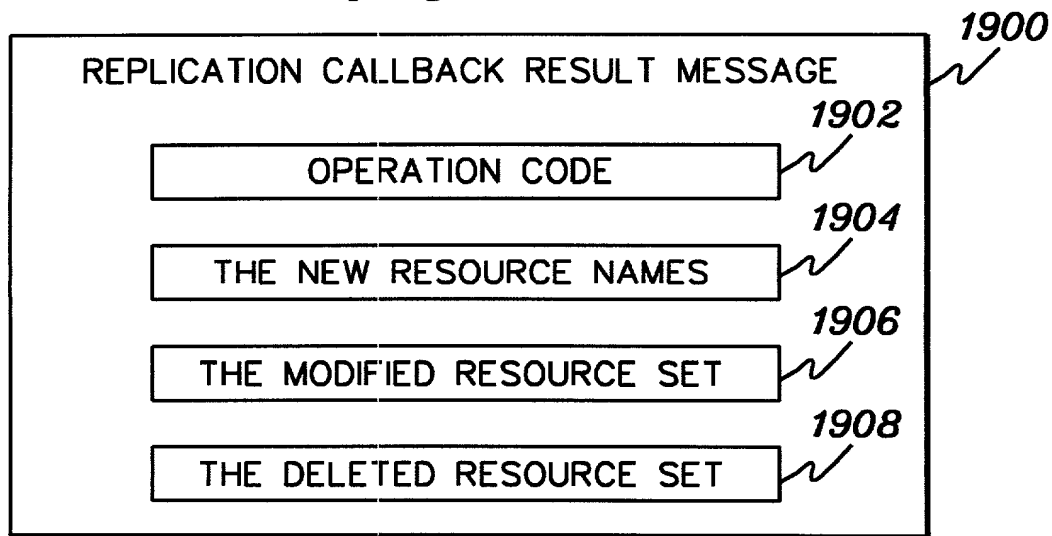 1900
REPLICATION CALLBACK RESULT MESSAGE
1902
OPERATION CODE
1904
THE NEW RESOURCE NAMES
1906
THE MODIFIED RESOURCE SET
1908
THE DELETED RESOURCE SET